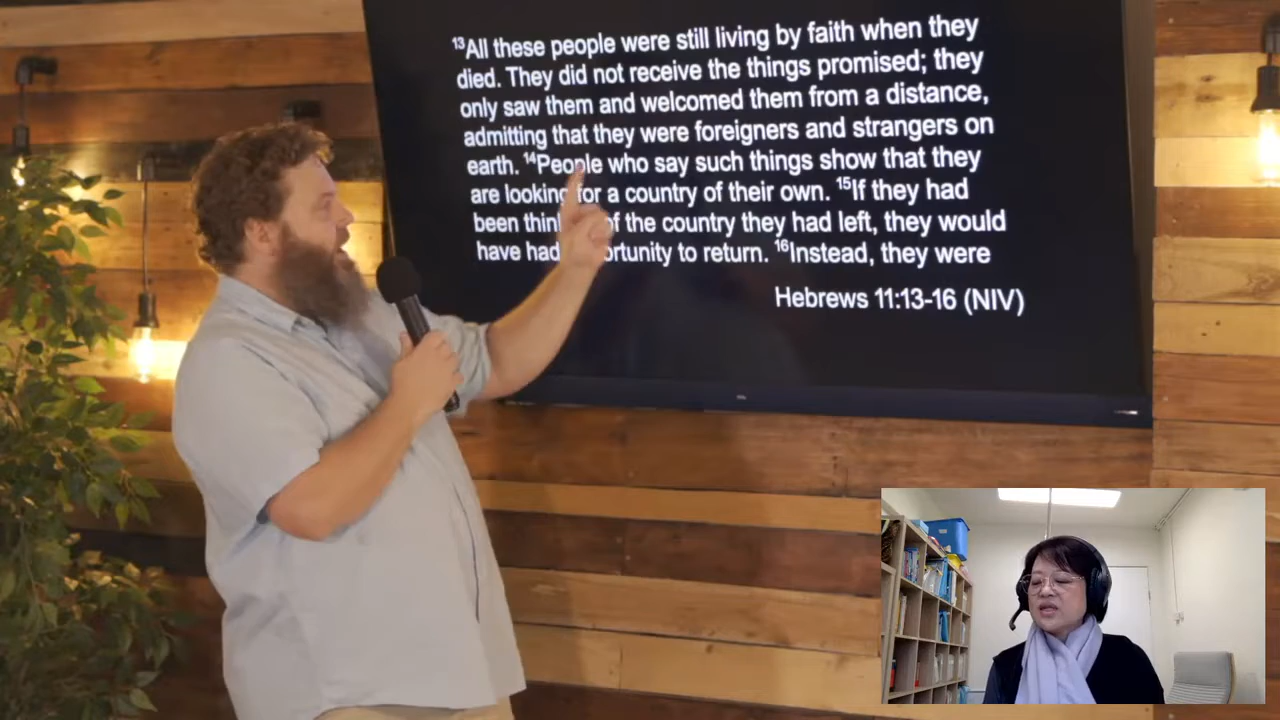 ¹³All these people were still living by faith when they
died. They did not receive the things promised; they
only saw them and welcomed them from a distance,
admitting that they were foreigners and strangers on
earth. ¹⁴People who say such things show that they
are looking for a country of their own. ¹⁵If they had
been thin of the country they had left, they would
have had ortunity to return. ¹⁶Instead, they were
Hebrews 11:13-16 (NIV)